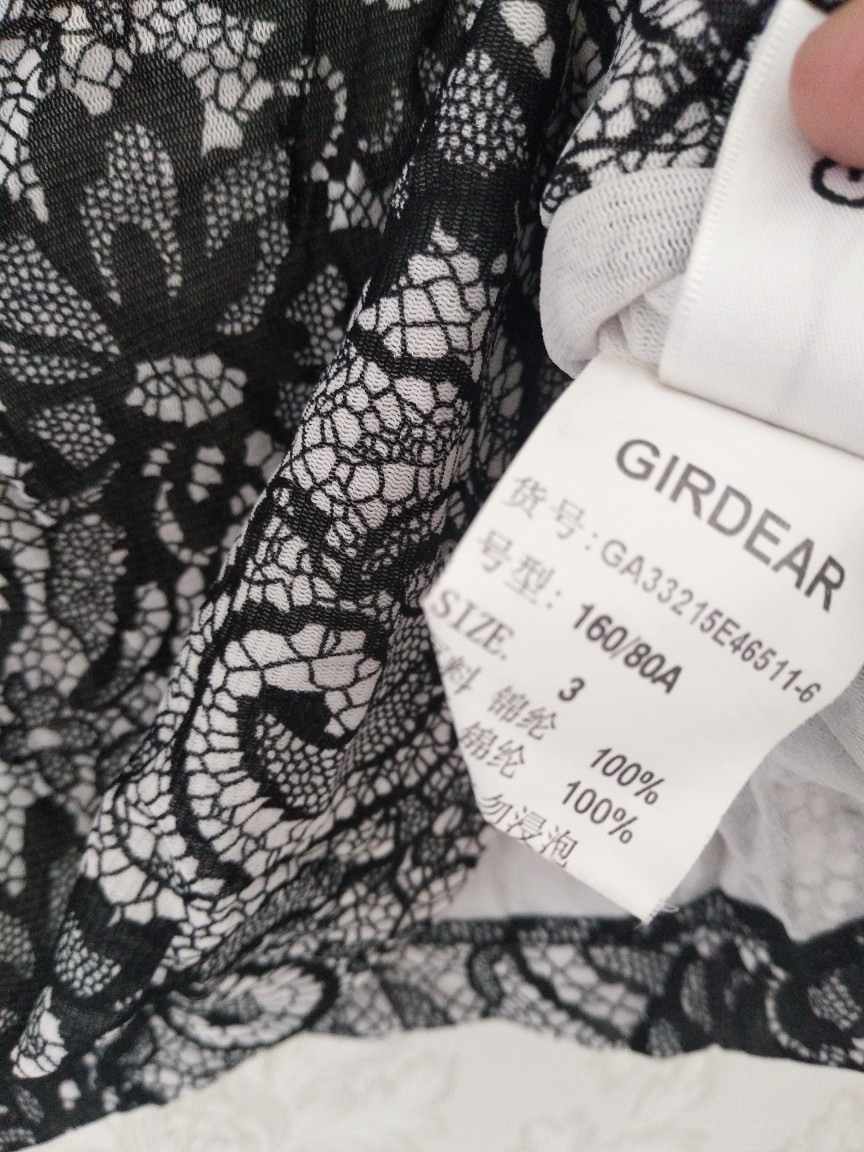 GIRDEAR
货号:GA33215E46511-6
号型: 160/80A
SIZE. 3
料 锦纶 100%
锦纶 100%
勿浸泡